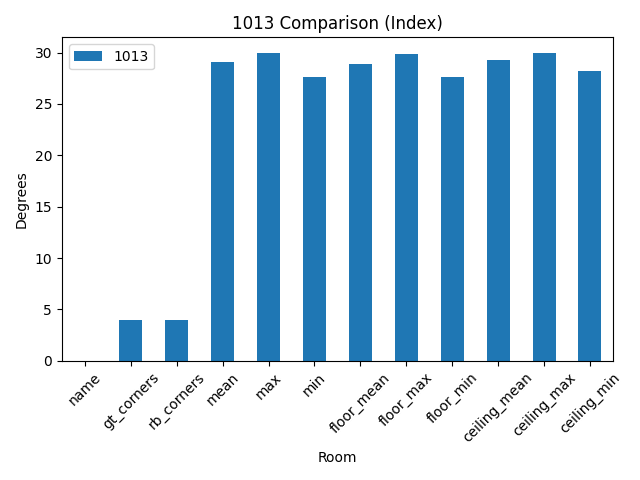 1013 Comparison (Index)
1013
Degrees
30
25
20
15
10
5
0
name
gt_corners
rb_corners
mean
max
min
floor_mean
floor_max
floor_min
ceiling_mean
ceiling_max
ceiling_min
Room